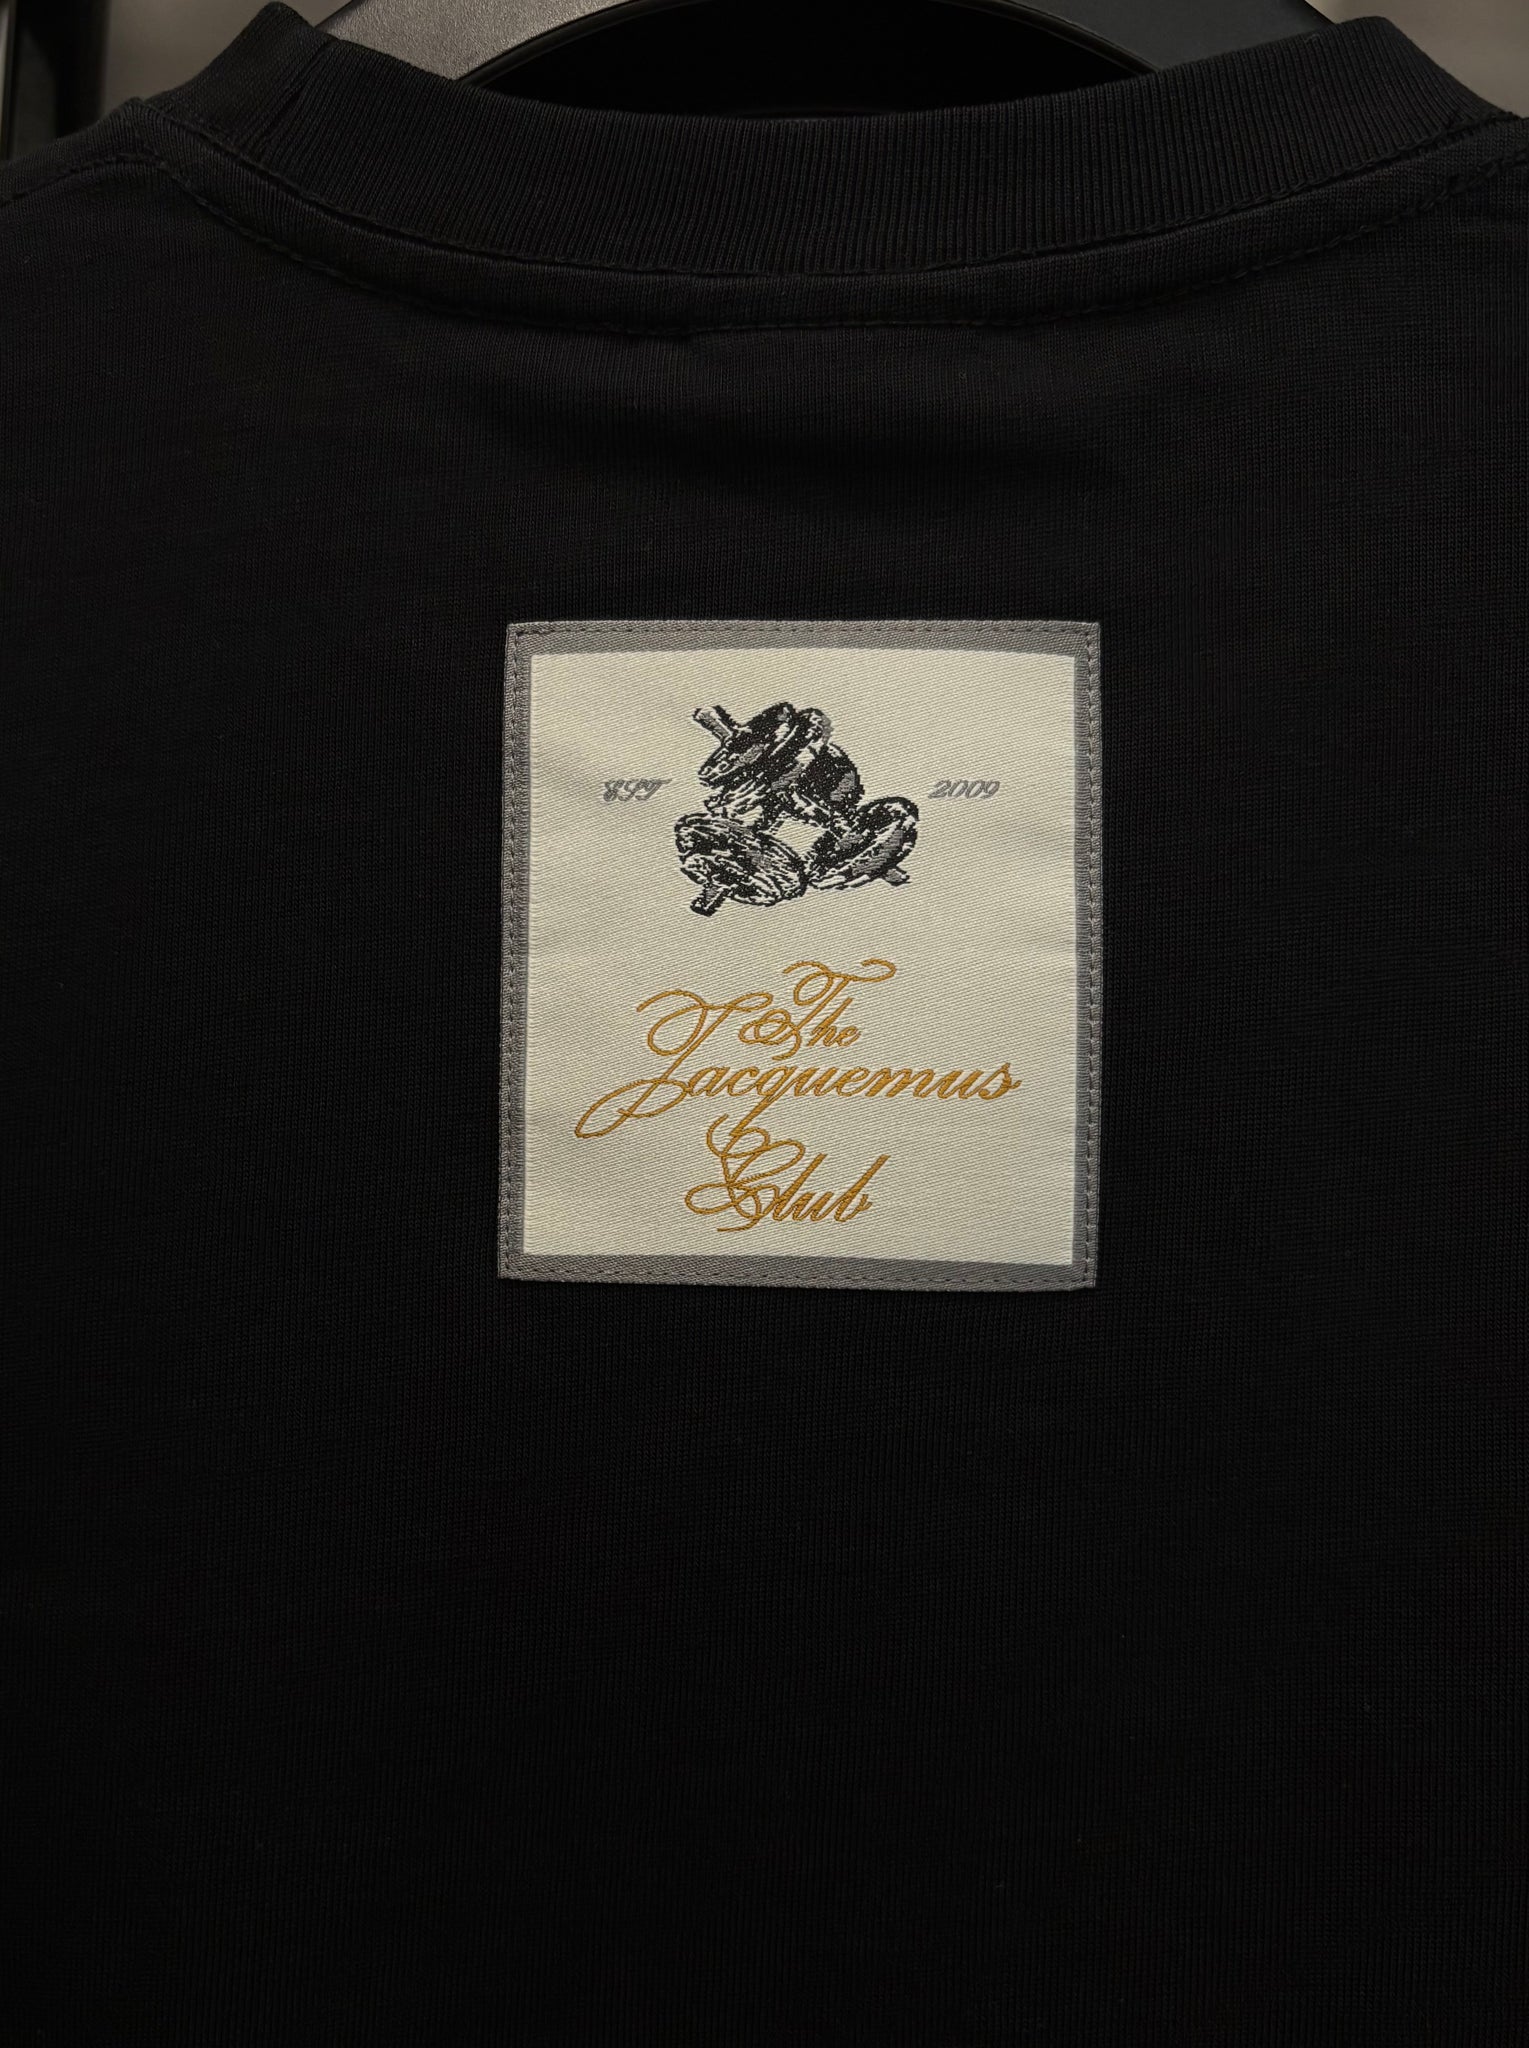 EST 2009
The
Jacquemus
Club